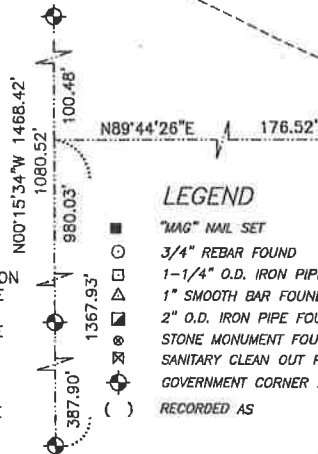 N00°15'34"W 1468.42'
1080.52'
100.48'
980.03'
1367.93'
387.90'
N89°44'26"E 176.52'
ON
LEGEND
"MAG" NAIL SET
3/4" REBAR FOUND
1-1/4" O.D. IRON PIPE
1" SMOOTH BAR FOUND
2" O.D. IRON PIPE FOU
STONE MONUMENT FOU
SANITARY CLEAN OUT
GOVERNMENT CORNER
( ) RECORDED AS